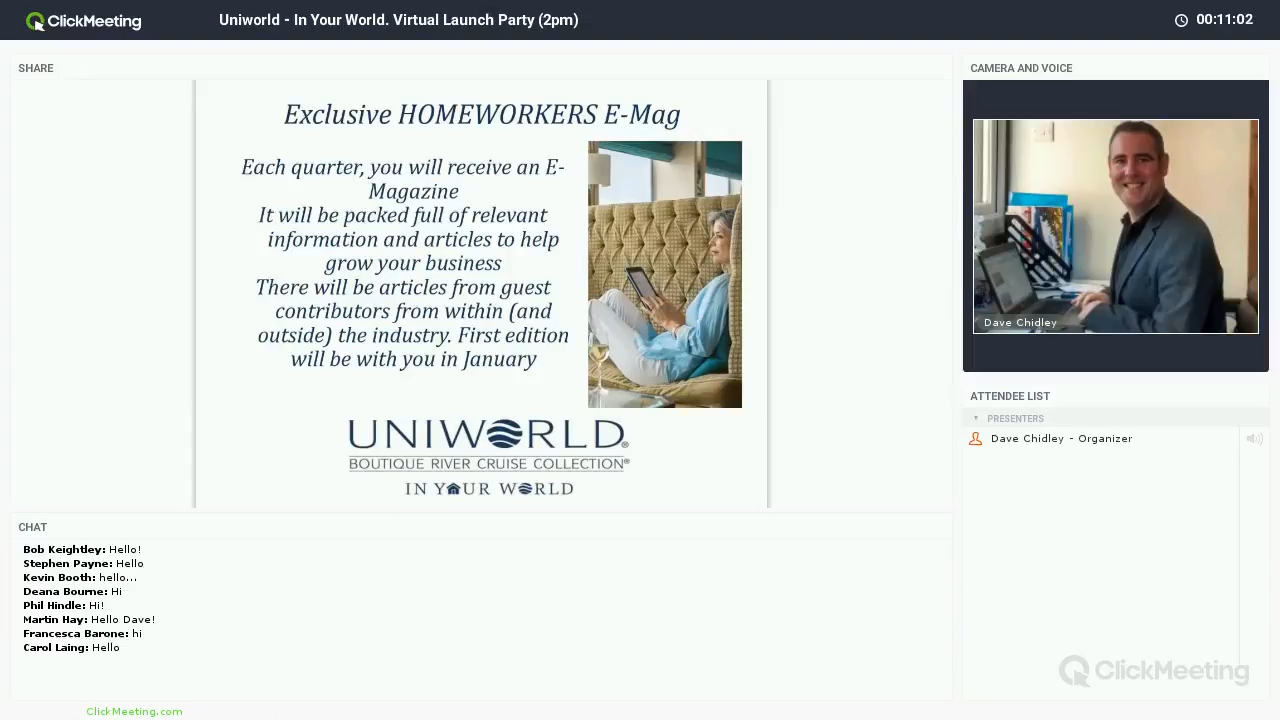 ClickMeeting
Uniworld - In Your World. Virtual Launch Party (2pm)
00:11:02
SHARE
Exclusive HOMEWORKERS E-Mag
Each quarter, you will receive an E-
Magazine
It will be packed full of relevant
information and articles to help
grow your business
There will be articles from guest
contributors from within (and
outside) the industry. First edition
will be with you in January
UNIWORLD®
BOUTIQUE RIVER CRUISE COLLECTION®
IN YOUR WORLD
CHAT
Bob Keightley: Hello!
Stephen Payne: Hello
Kevin Booth: hello...
Deana Bourne: Hi
Phil Hindle: Hi!
Martin Hay: Hello Dave!
Francesca Barone: hi
Carol Laing: Hello
ClickMeeting.com
CAMERA AND VOICE
Dave Chidley
ATTENDEE LIST
PRESENTERS
Dave Chidley - Organizer
ClickMeeting